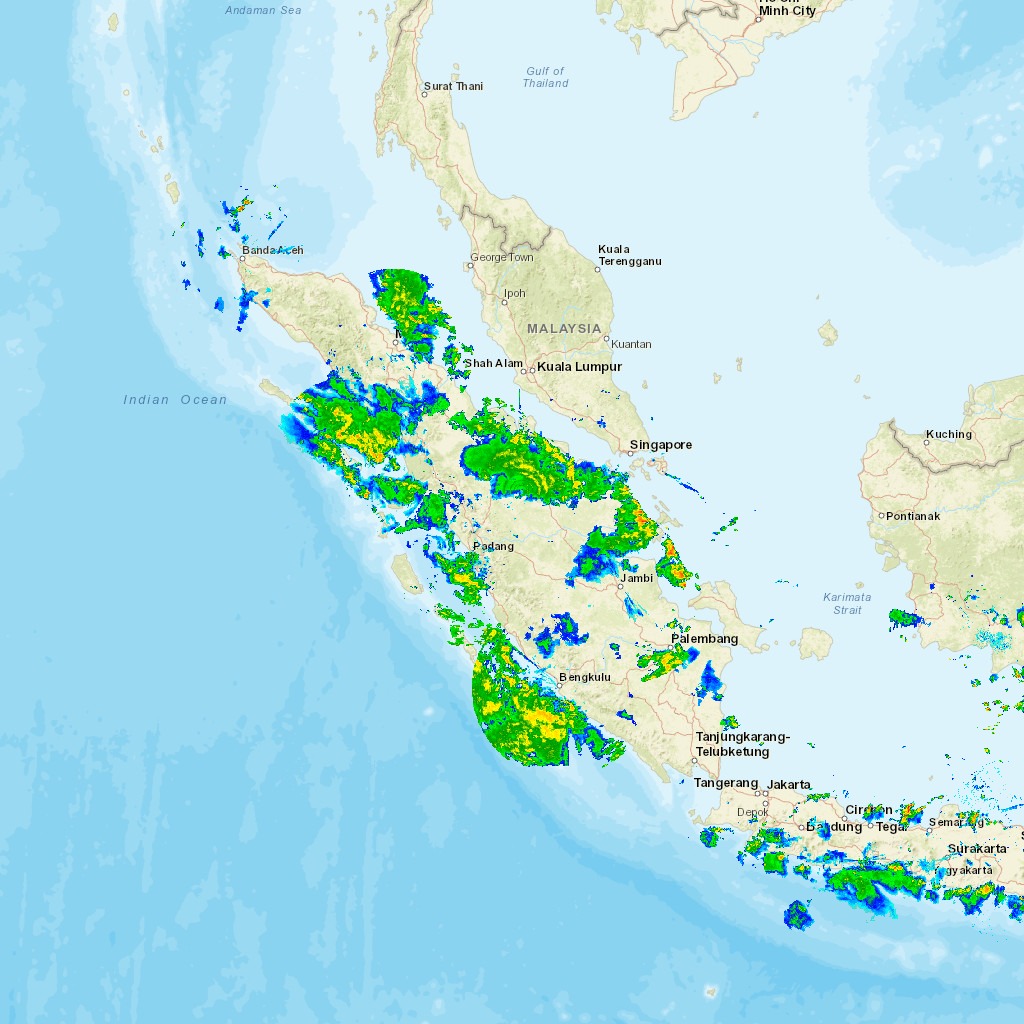 Andaman Sea
Minh City
Gulf of
Thailand
Surat Thani
Banda Aceh
George Town
Kuala
Terengganu
Ipoh
MALAYSIA
Kuantan
Shah Alam
Kuala Lumpur
Indian Ocean
Singapore
Kuching
Pontianak
Padang
Jambi
Karimata
Strait
Palembang
Bengkulu
Tanjungkarang-
Telubketung
Tangerang
Jakarta
Depok
Cirebon
Bandung
Tegal
Semarang
Surakarta